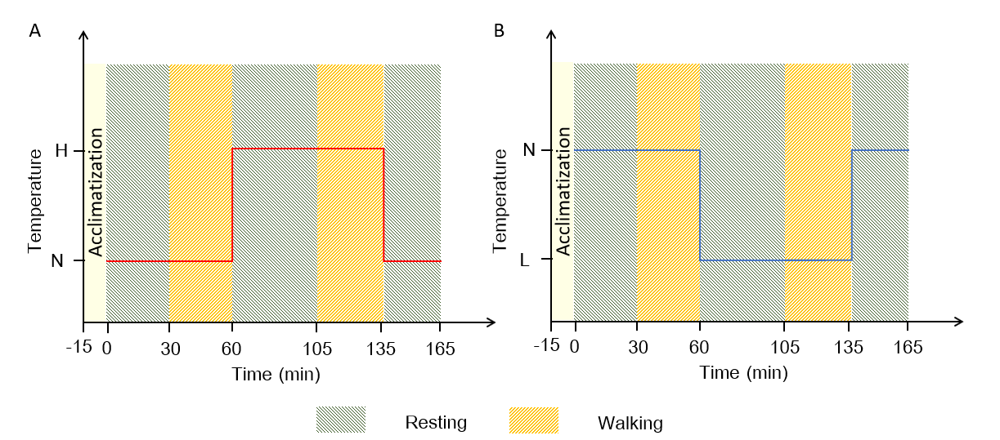 A
Temperature
H
N
Acclimatization
-15 0 30 60 105 135 165
Time (min)
B
Temperature
N
L
Acclimatization
-15 0 30 60 105 135 165
Time (min)
Resting Walking